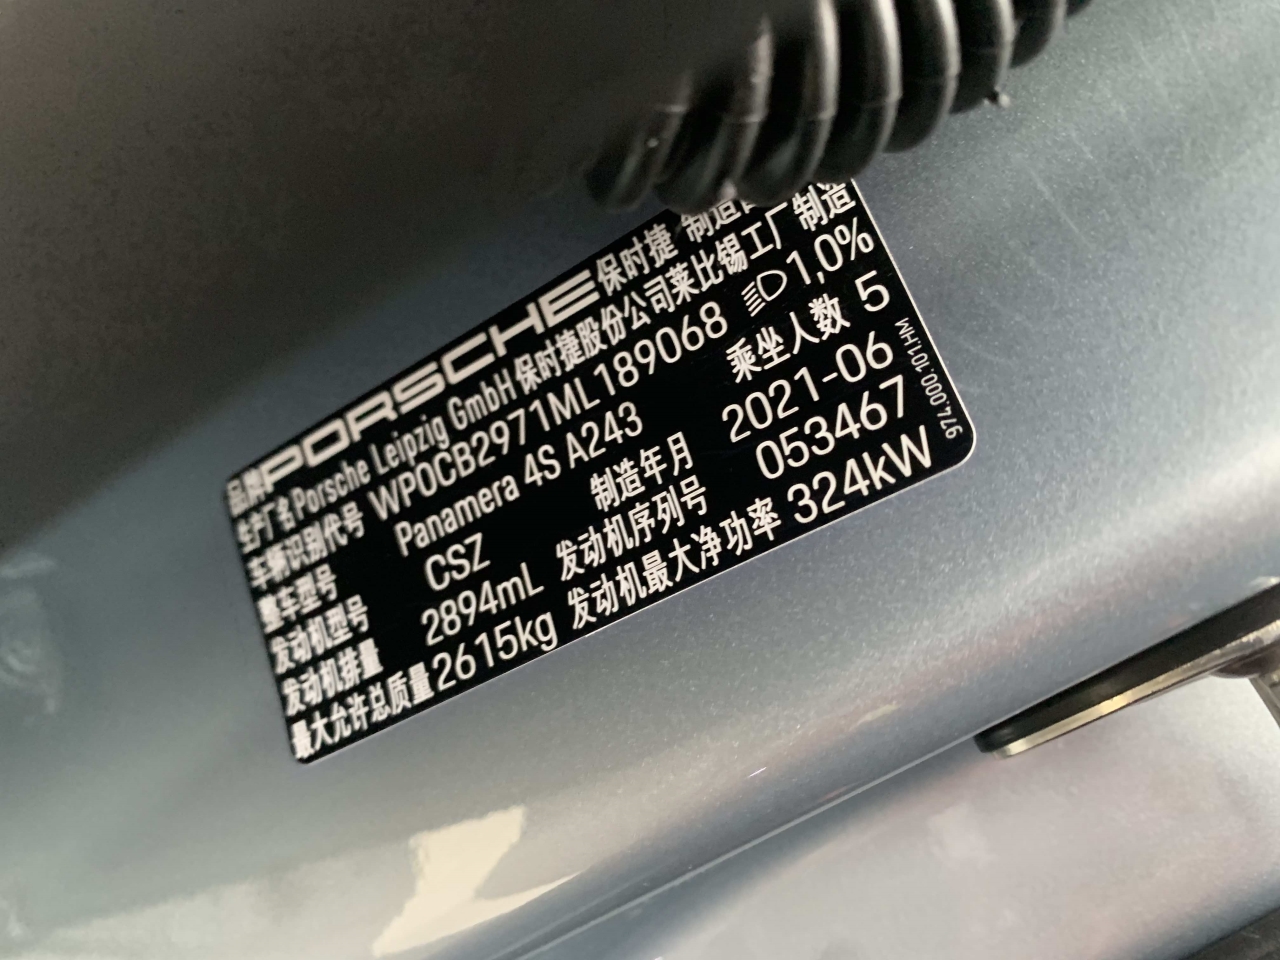 品牌 PORSCHE 保时捷 制造
生产厂名 Porsche Leipzig GmbH 保时捷股份公司莱比锡工厂制造
车辆识别代号 WP0CB2971ML189068 1,0%
整车型号 Panamera 4S A243 乘坐人数 5
发动机型号 CSZ 制造年月 2021-06
发动机排量 2894mL 发动机序列号 053467
最大允许总质量 2615kg 发动机最大净功率 324kW
974.000.101.HM